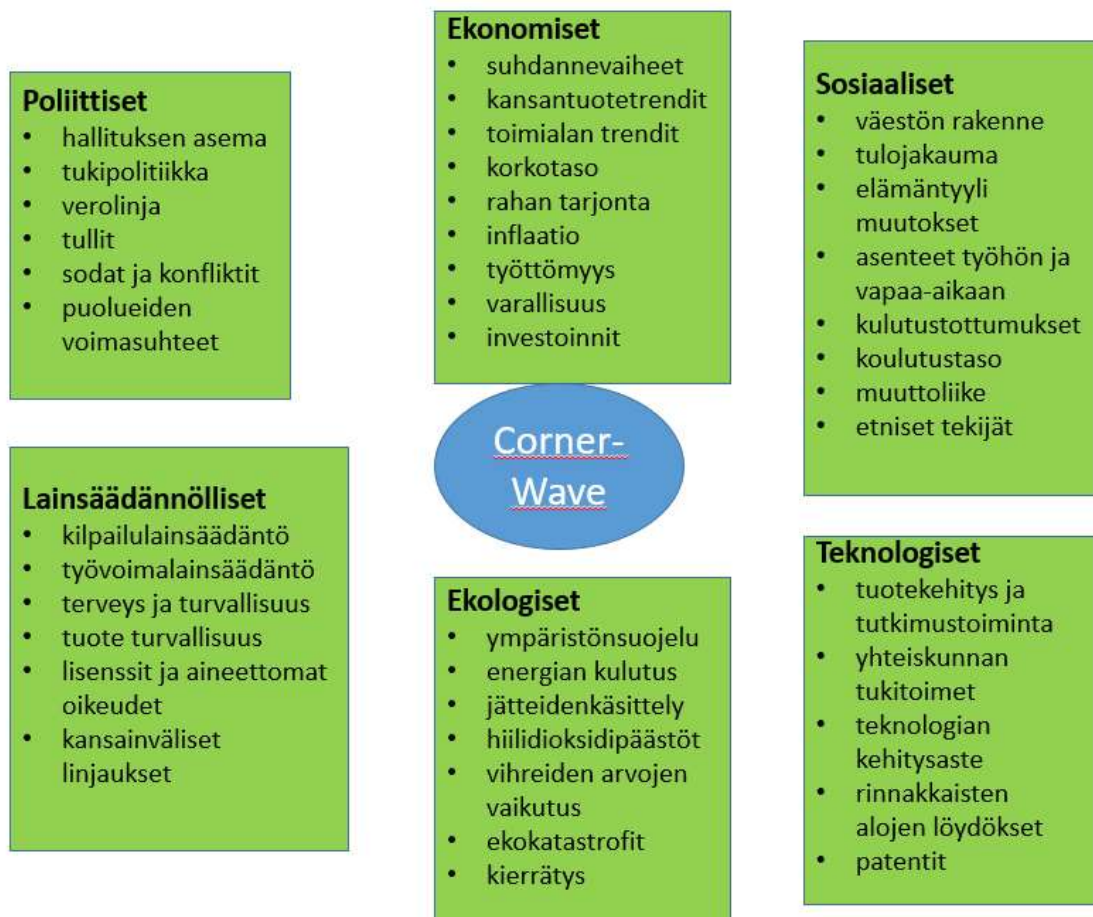 Poliittiset
• hallituksen asema
• tukipolitiikka
• verolinja
• tullit
• sodat ja konfliktit
• puolueiden
voimasuhteet
Ekonomiset
• suhdannevaiheet
• kansantuotetrendit
• toimialan trendit
• korkotaso
• rahan tarjonta
• inflaatio
• työttömyys
• varallisuus
• investoinnit
Sosiaaliset
• väestön rakenne
• tulojakauma
• elämäntyyli
muutokset
• asenteet työhön ja
vapaa-aikaan
• kulutustottumukset
• koulutustaso
• muuttoliike
• etniset tekijät
Corner-
Wave
Lainsäädännölliset
• kilpailulainsäädäntö
• työvoimalainsäädäntö
• terveys ja turvallisuus
• tuote turvallisuus
• lisenssit ja aineettomat
oikeudet
• kansainväliset
linjaukset
Ekologiset
• ympäristönsuojelu
• energian kulutus
• jätteidenkäsittely
• hiilidioksidipäästöt
• vihreiden arvojen
vaikutus
• ekokatastrofit
• kierrätys
Teknologiset
• tuotekehitys ja
tutkimustoiminta
• yhteiskunnan
tukitoimet
• teknologian
kehitysaste
• rinnakkaisten
alojen löydökset
• patentit